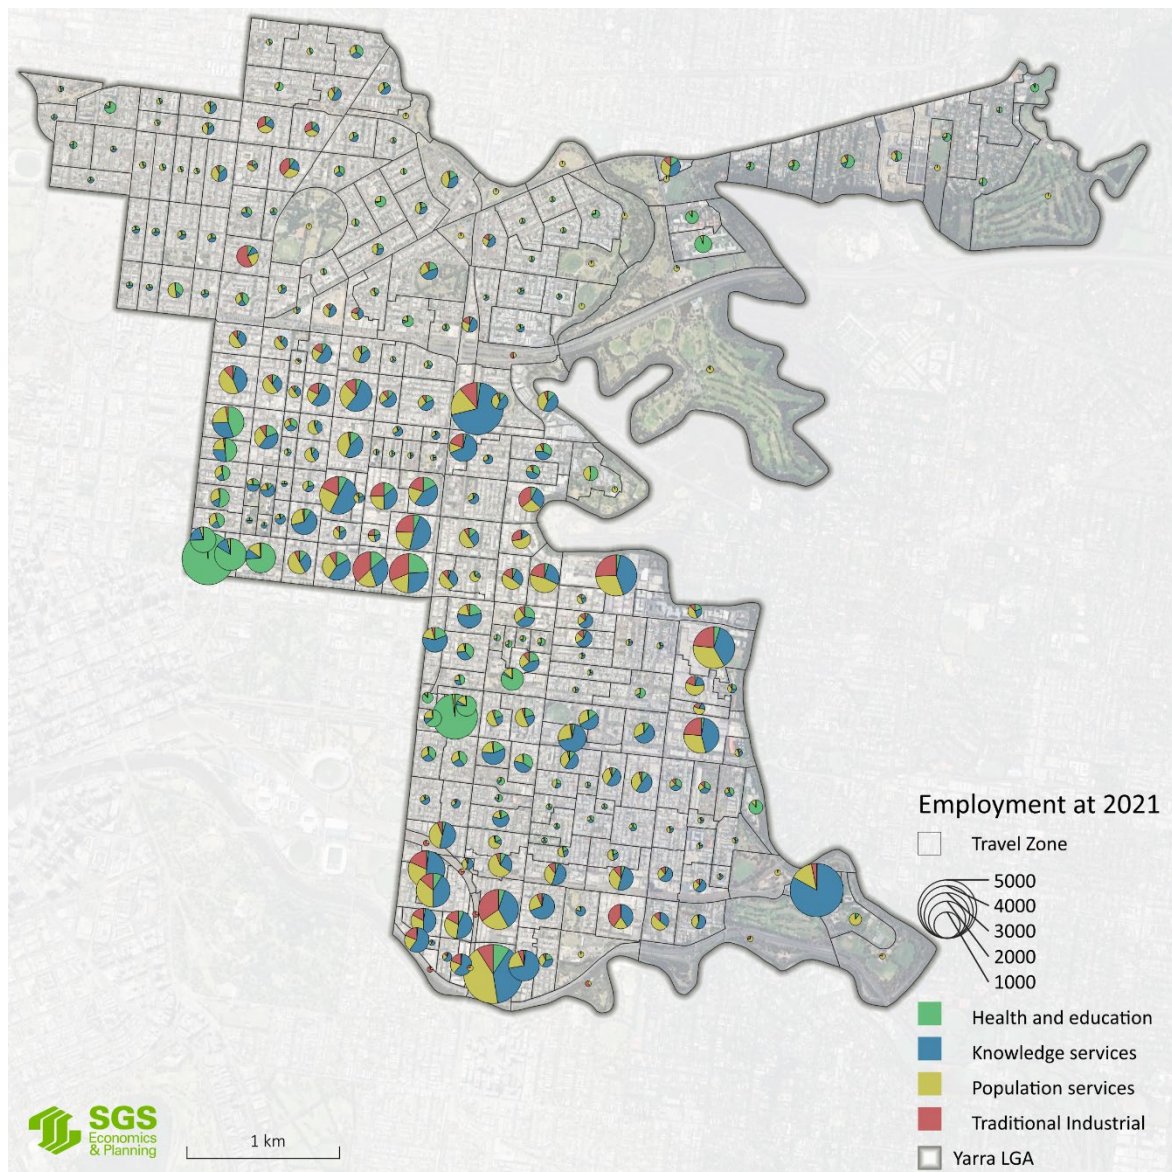 Employment at 2021
Travel Zone
5000
4000
3000
2000
1000
Health and education
Knowledge services
Population services
Traditional Industrial
Yarra LGA
SGS
Economics
& Planning
1 km